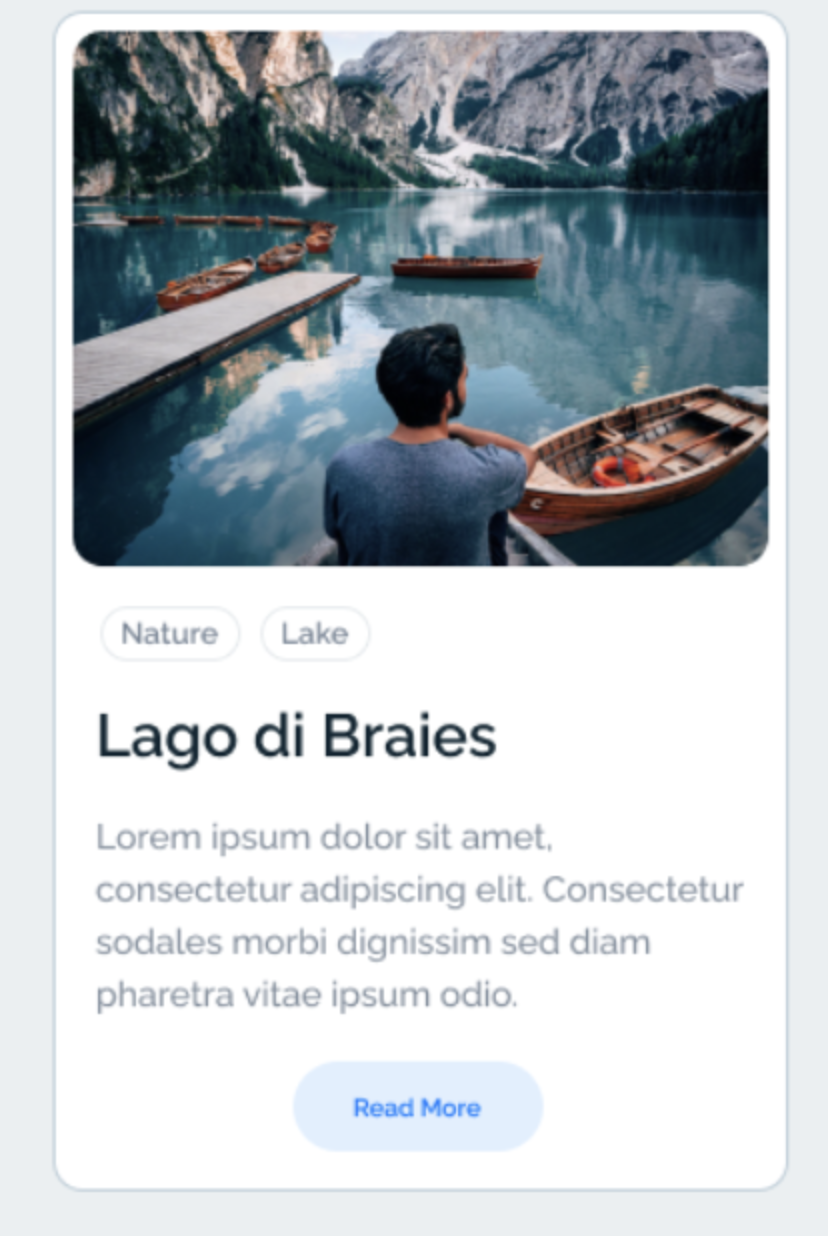 Nature Lake
Lago di Braies
Lorem ipsum dolor sit amet,
consectetur adipiscing elit. Consectetur
sodales morbi dignissim sed diam
pharetra vitae ipsum odio.
Read More